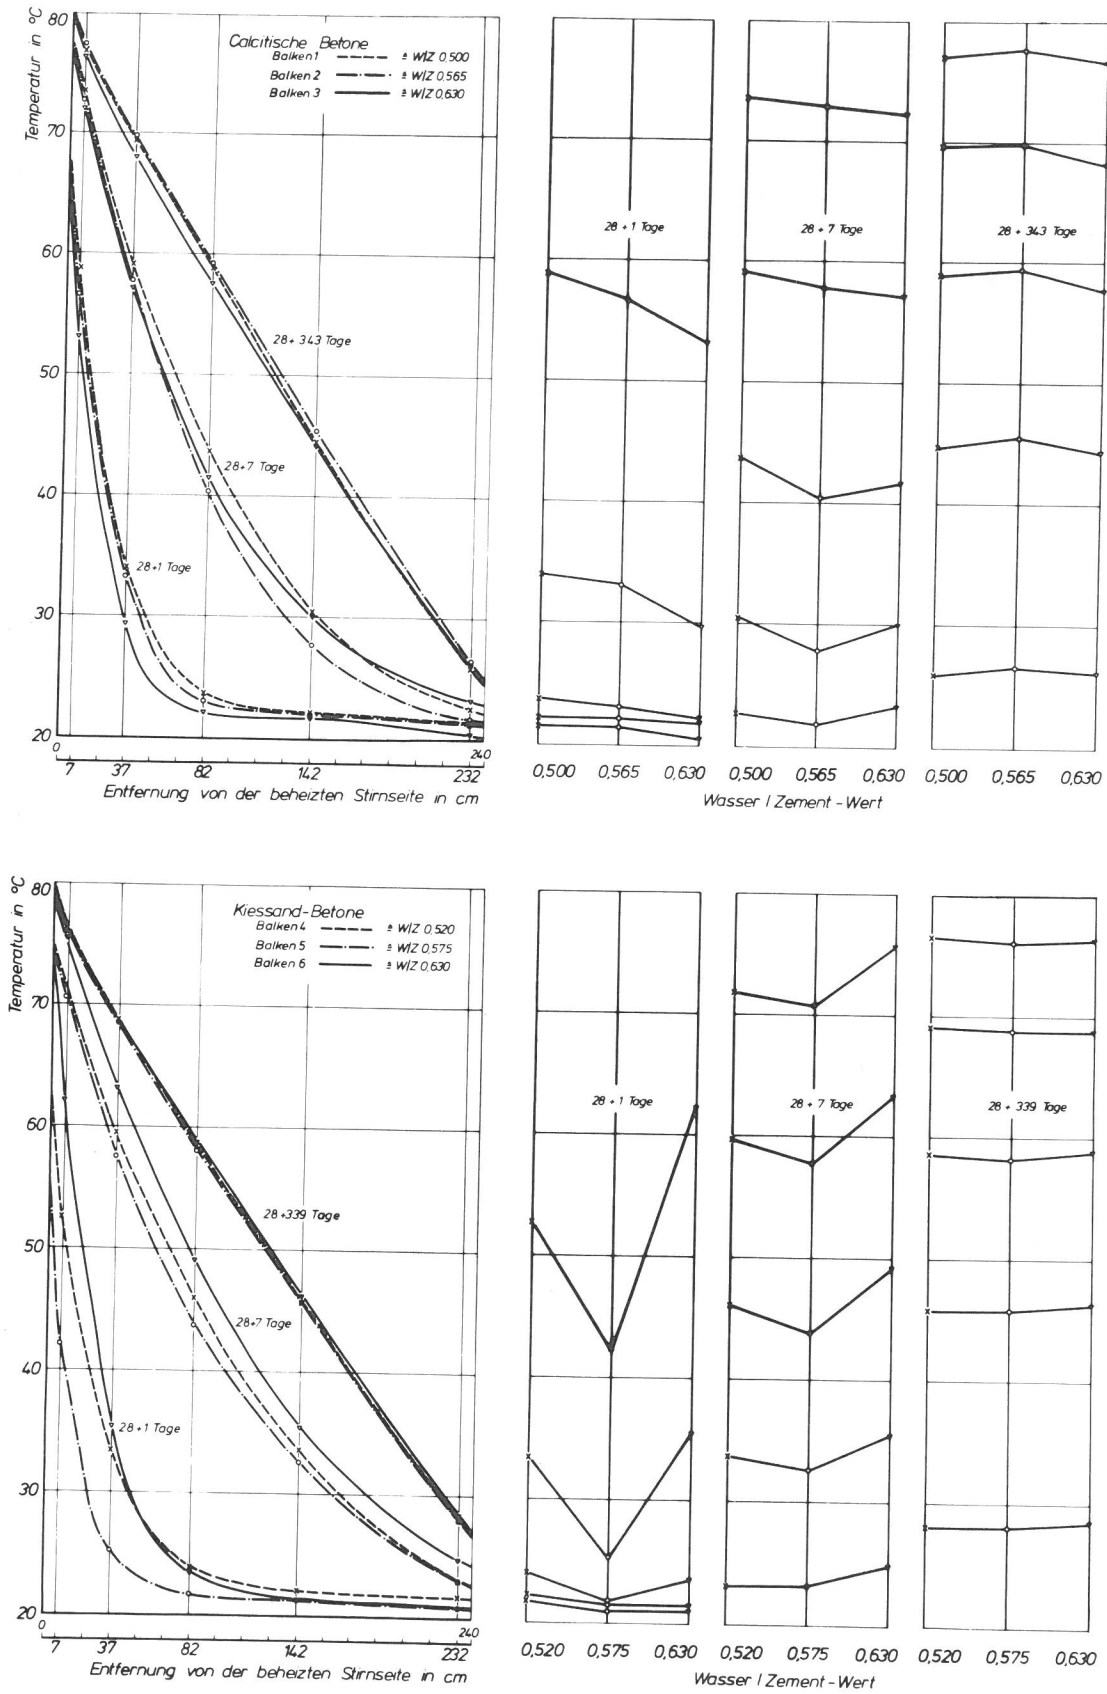 Temperatur in °C
80
70
60
50
40
30
20
Calcitische Betone
Balken 1 ≙ W/Z 0,500
Balken 2 ≙ W/Z 0,565
Balken 3 ≙ W/Z 0,630
28 + 343 Tage
28+7 Tage
28+1 Tage
0 240
7 37 82 142 232
Entfernung von der beheizten Stirnseite in cm
28 + 1 Tage
28 + 7 Tage
28 + 343 Tage
0,500 0,565 0,630
0,500 0,565 0,630
0,500 0,565 0,630
Wasser / Zement - Wert
Temperatur in °C
80
70
60
50
40
30
20
Kiessand-Betone
Balken 4 ≙ W/Z 0,520
Balken 5 ≙ W/Z 0,575
Balken 6 ≙ W/Z 0,630
28+339 Tage
28+7 Tage
28+1 Tage
0 240
7 37 82 142 232
Entfernung von der beheizten Stirnseite in cm
28 + 1 Tage
28 + 7 Tage
28 + 339 Tage
0,520 0,575 0,630
0,520 0,575 0,630
0,520 0,575 0,630
Wasser / Zement - Wert